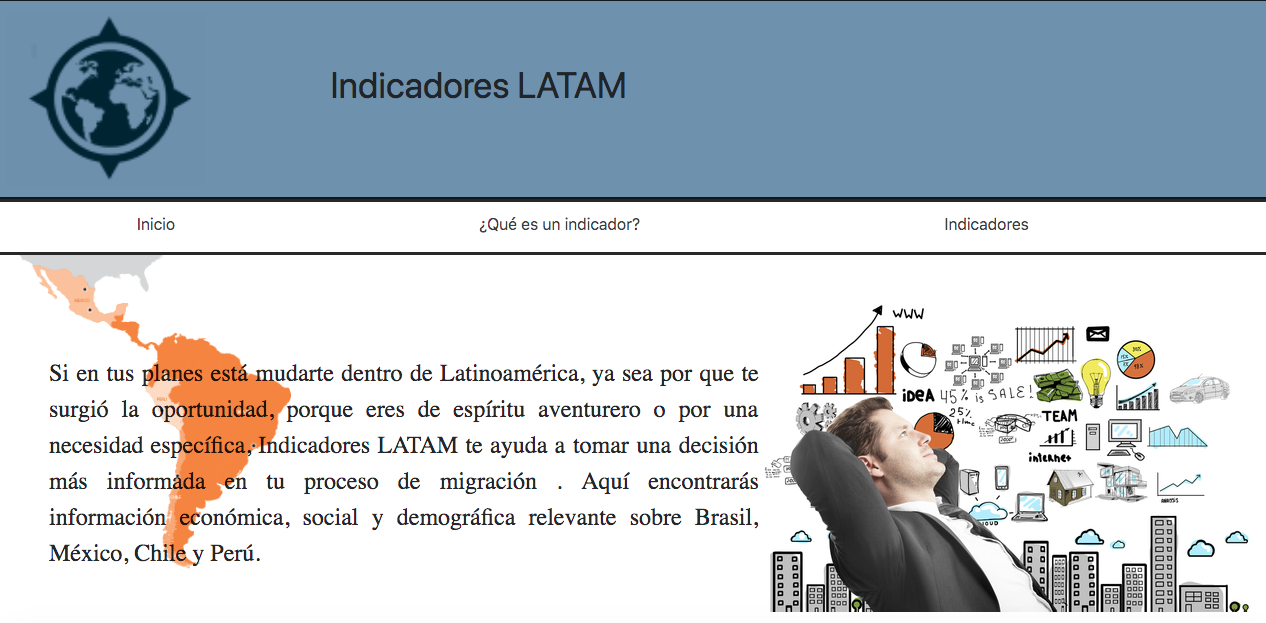 Indicadores LATAM
Inicio
¿Qué es un indicador?
Indicadores
Si en tus planes está mudarte dentro de Latinoamérica, ya sea por que te
surgió la oportunidad, porque eres de espíritu aventurero o por una
necesidad específica, Indicadores LATAM te ayuda a tomar una decisión
más informada en tu proceso de migración . Aquí encontrarás
información económica, social y demográfica relevante sobre Brasil,
México, Chile y Perú.
WWW
iDEA
45% is SALE!
25%
time
TEAM
internet
ANALYSIS
CLOUD